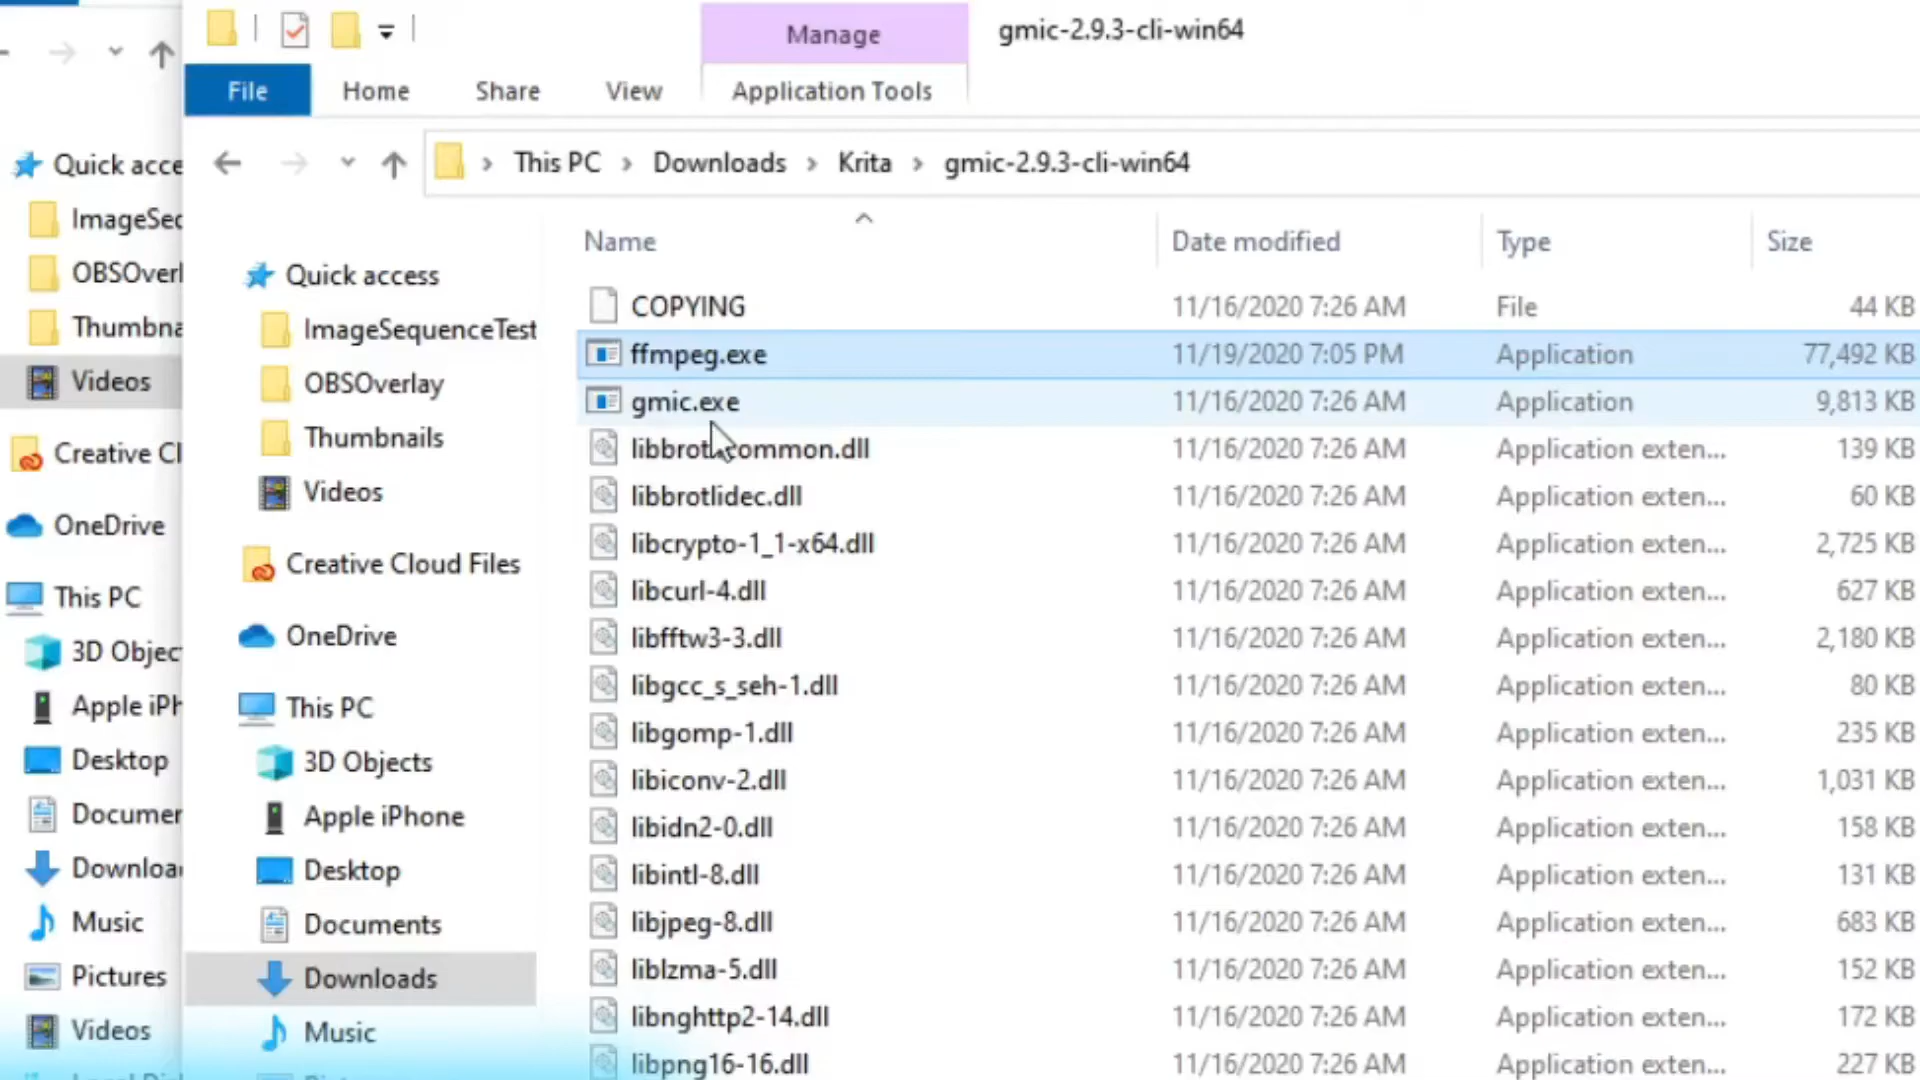 Manage
gmic-2.9.3-cli-win64
File
Home
Share
View
Application Tools
This PC
Downloads
Krita
gmic-2.9.3-cli-win64
Quick acce
ImageSec
OBSOverl
Thumbna
Videos
Creative Cl
OneDrive
This PC
3D Objec
Apple iPh
Desktop
Documer
Downloa
Music
Pictures
Videos
Quick access
ImageSequenceTest
OBSOverlay
Thumbnails
Videos
Creative Cloud Files
OneDrive
This PC
3D Objects
Apple iPhone
Desktop
Documents
Downloads
Music
Name Date modified Type Size
COPYING 11/16/2020 7:26 AM File 44 KB
ffmpeg.exe 11/19/2020 7:05 PM Application 77,492 KB
gmic.exe 11/16/2020 7:26 AM Application 9,813 KB
libbrotlicommon.dll 11/16/2020 7:26 AM Application exten... 139 KB
libbrotlidec.dll 11/16/2020 7:26 AM Application exten... 60 KB
libcrypto-1_1-x64.dll 11/16/2020 7:26 AM Application exten... 2,725 KB
libcurl-4.dll 11/16/2020 7:26 AM Application exten... 627 KB
libfftw3-3.dll 11/16/2020 7:26 AM Application exten... 2,180 KB
libgcc_s_seh-1.dll 11/16/2020 7:26 AM Application exten... 80 KB
libgomp-1.dll 11/16/2020 7:26 AM Application exten... 235 KB
libiconv-2.dll 11/16/2020 7:26 AM Application exten... 1,031 KB
libidn2-0.dll 11/16/2020 7:26 AM Application exten... 158 KB
libintl-8.dll 11/16/2020 7:26 AM Application exten... 131 KB
libjpeg-8.dll 11/16/2020 7:26 AM Application exten... 683 KB
liblzma-5.dll 11/16/2020 7:26 AM Application exten... 152 KB
libnghttp2-14.dll 11/16/2020 7:26 AM Application exten... 172 KB
libpng16-16.dll 11/16/2020 7:26 AM Application exten... 227 KB